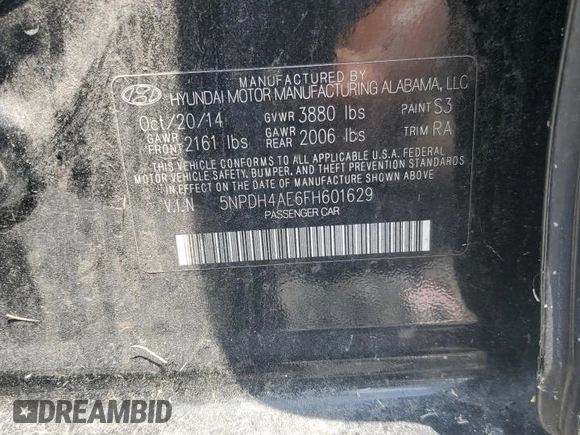 MANUFACTURED BY
HYUNDAI MOTOR MANUFACTURING ALABAMA, LLC
Oct/20/14 GVWR 3880 lbs PAINT S3
GAWR FRONT 2161 lbs GAWR REAR 2006 lbs TRIM RA
THIS VEHICLE CONFORMS TO ALL APPLICABLE U.S.A. FEDERAL
MOTOR VEHICLE SAFETY, BUMPER, AND THEFT PREVENTION STANDARDS
IN EFFECT ON THE DATE OF MANUFACTURE SHOWN ABOVE.
V.I.N 5NPDH4AE6FH601629
PASSENGER CAR
DREAMBID